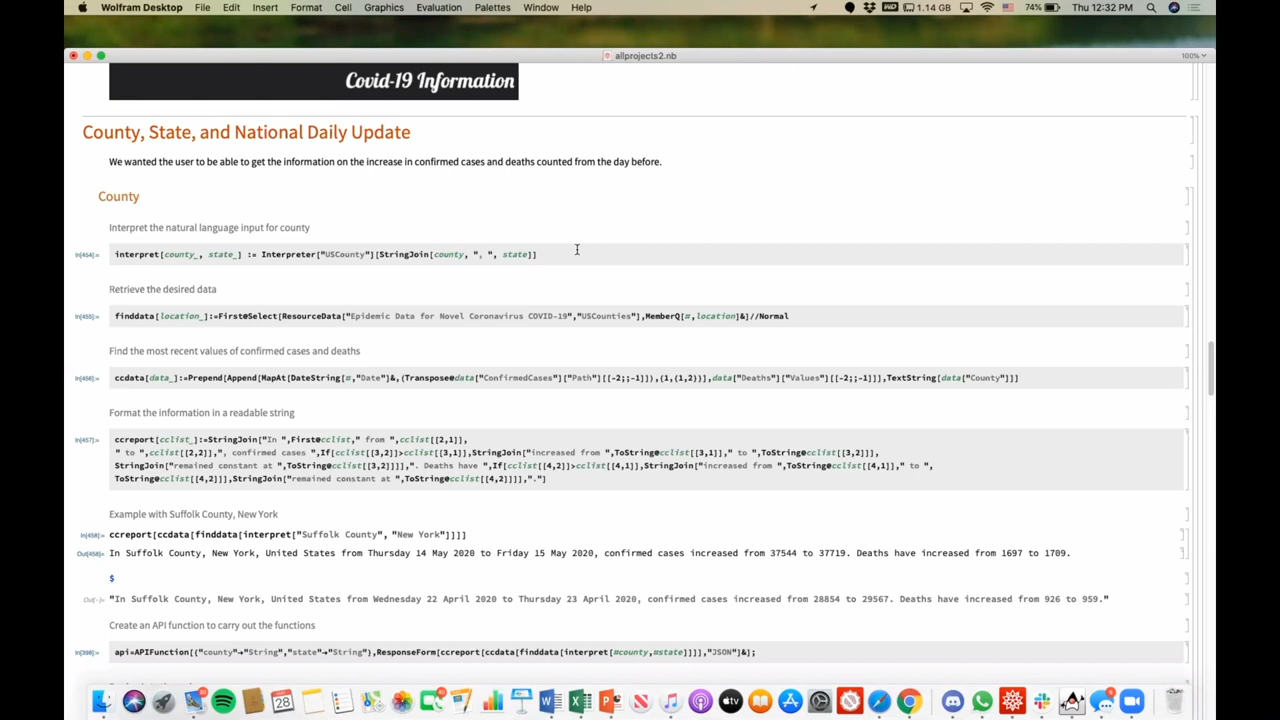 Wolfram Desktop File Edit Insert Format Cell Graphics Evaluation Palettes Window Help 1.14 GB 74% Thu 12:32 PM
allprojects2.nb 100%
Covid-19 Information
County, State, and National Daily Update
We wanted the user to be able to get the information on the increase in confirmed cases and deaths counted from the day before.
County
Interpret the natural language input for county
In[454]:= interpret[county_, state_] := Interpreter["USCounty"][StringJoin[county, ", ", state]]
Retrieve the desired data
In[455]:= finddata[location_]:=First@Select[ResourceData["Epidemic Data for Novel Coronavirus COVID-19","USCounties"],MemberQ[#,location]&]//Normal
Find the most recent values of confirmed cases and deaths
In[456]:= ccdata[data_]:=Prepend[Append[MapAt[DateString[#,"Date"]&,(Transpose@data["ConfirmedCases"]["Path"][[-2;;-1]]),{1,{1,2}}],data["Deaths"]["Values"][[-2;;-1]]],TextString[data["County"]]]
Format the information in a readable string
In[457]:= ccreport[cclist_]:=StringJoin["In ",First@cclist," from ",cclist[[2,1]],
" to ",cclist[[2,2]],", confirmed cases ",If[cclist[[3,2]]>cclist[[3,1]],StringJoin["increased from ",ToString@cclist[[3,1]]," to ",ToString@cclist[[3,2]]],
StringJoin["remained constant at ",ToString@cclist[[3,2]]]],". Deaths have ",If[cclist[[4,2]]>cclist[[4,1]],StringJoin["increased from ",ToString@cclist[[4,1]]," to ",
ToString@cclist[[4,2]]],StringJoin["remained constant at ",ToString@cclist[[4,2]]]],"."]
Example with Suffolk County, New York
In[458]:= ccreport[ccdata[finddata[interpret["Suffolk County", "New York"]]]]
Out[458]= In Suffolk County, New York, United States from Thursday 14 May 2020 to Friday 15 May 2020, confirmed cases increased from 37544 to 37719. Deaths have increased from 1697 to 1709.
$
Out[•]= "In Suffolk County, New York, United States from Wednesday 22 April 2020 to Thursday 23 April 2020, confirmed cases increased from 28854 to 29567. Deaths have increased from 926 to 959."
Create an API function to carry out the functions
In[398]:= api=APIFunction[{"county"→"String","state"→"String"},ResponseForm[ccreport[ccdata[finddata[interpret[#county,#state]]]],"JSON"]&];
28